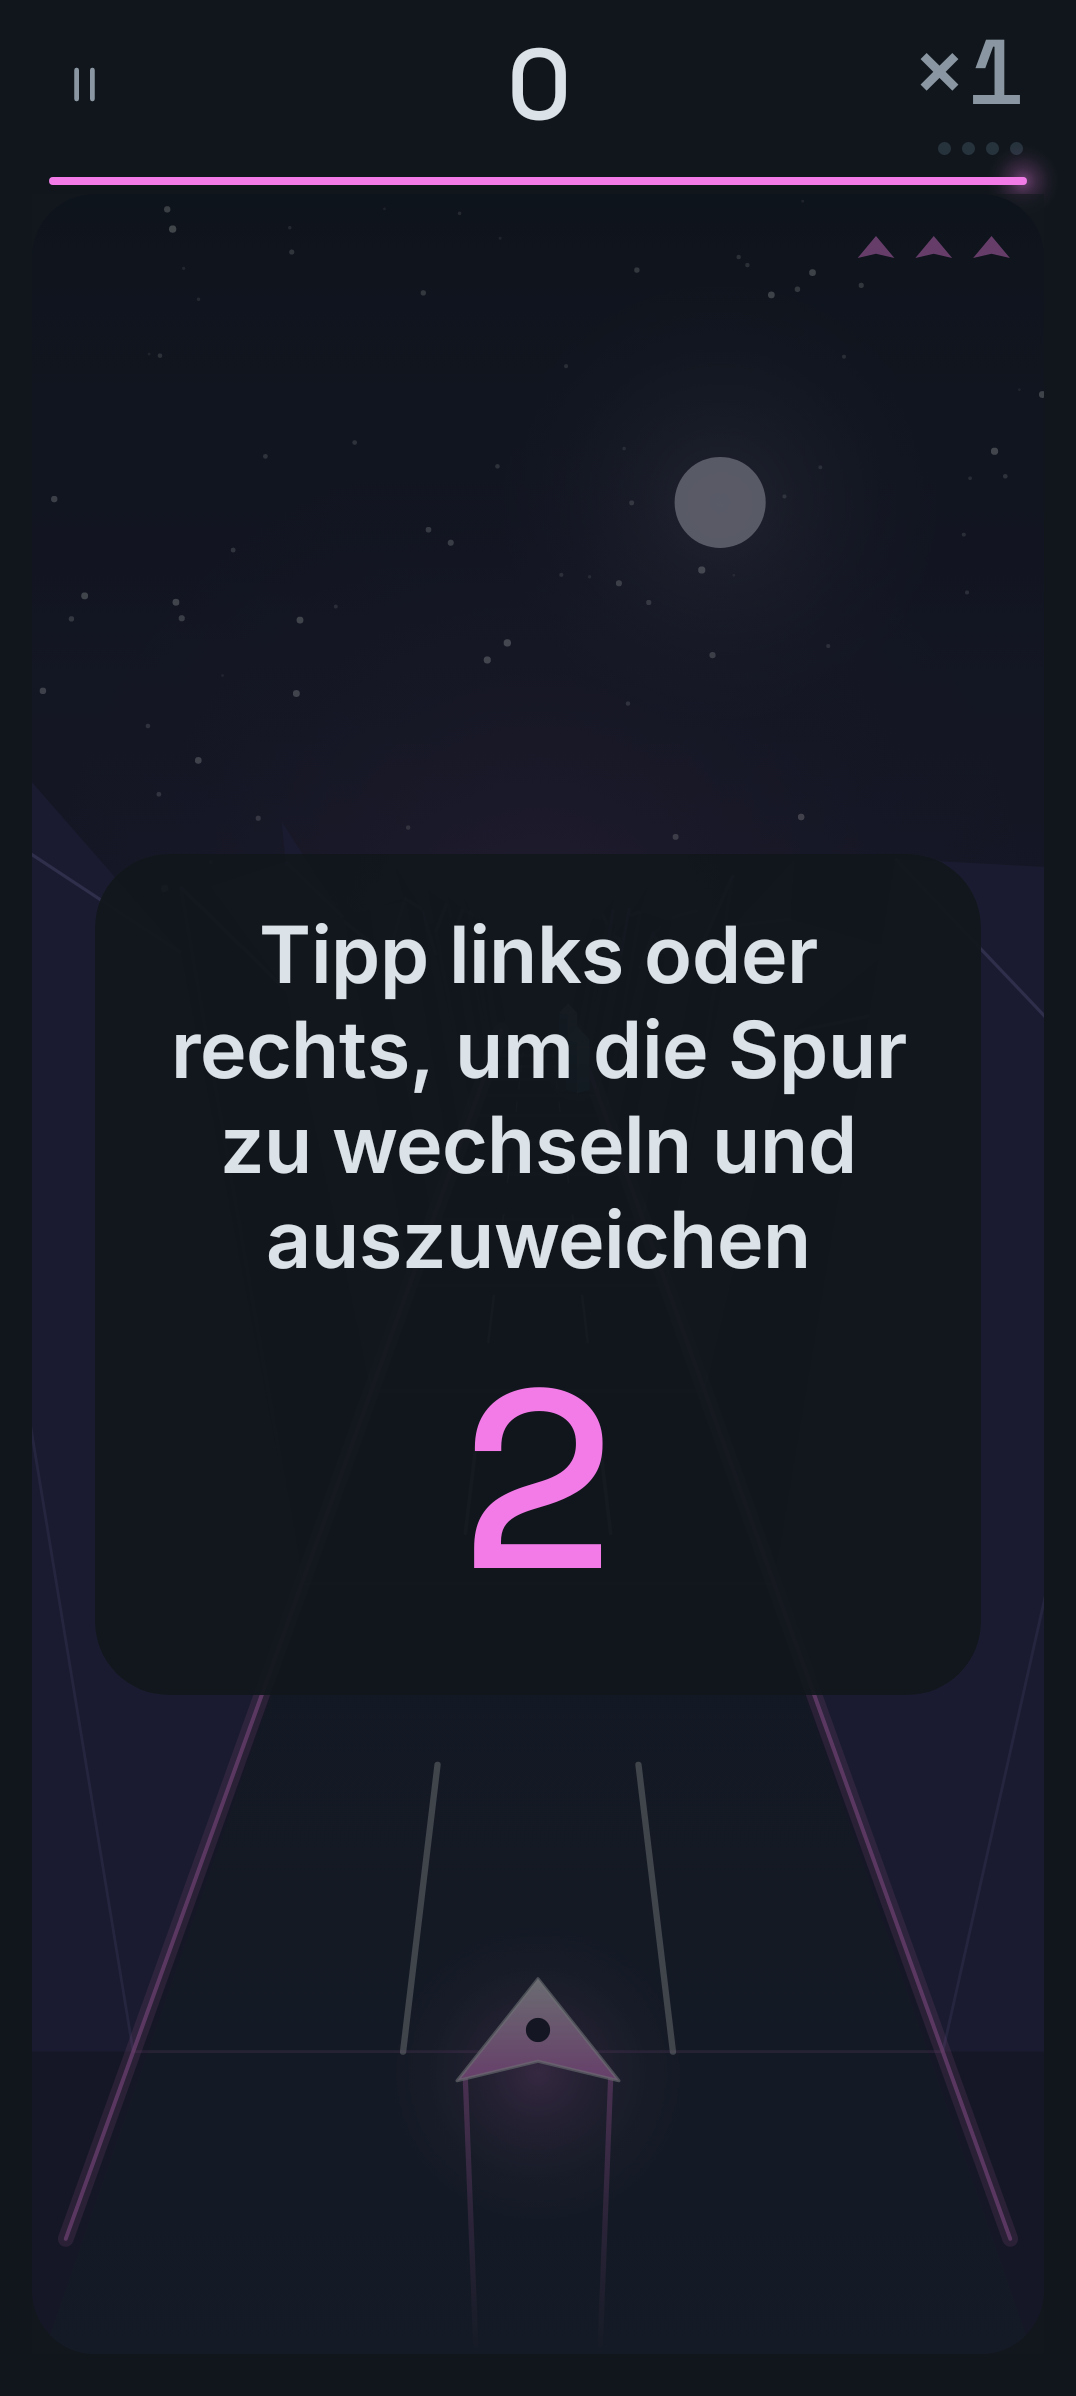 0
×1
Tipp links oder
rechts, um die Spur
zu wechseln und
auszuweichen
2